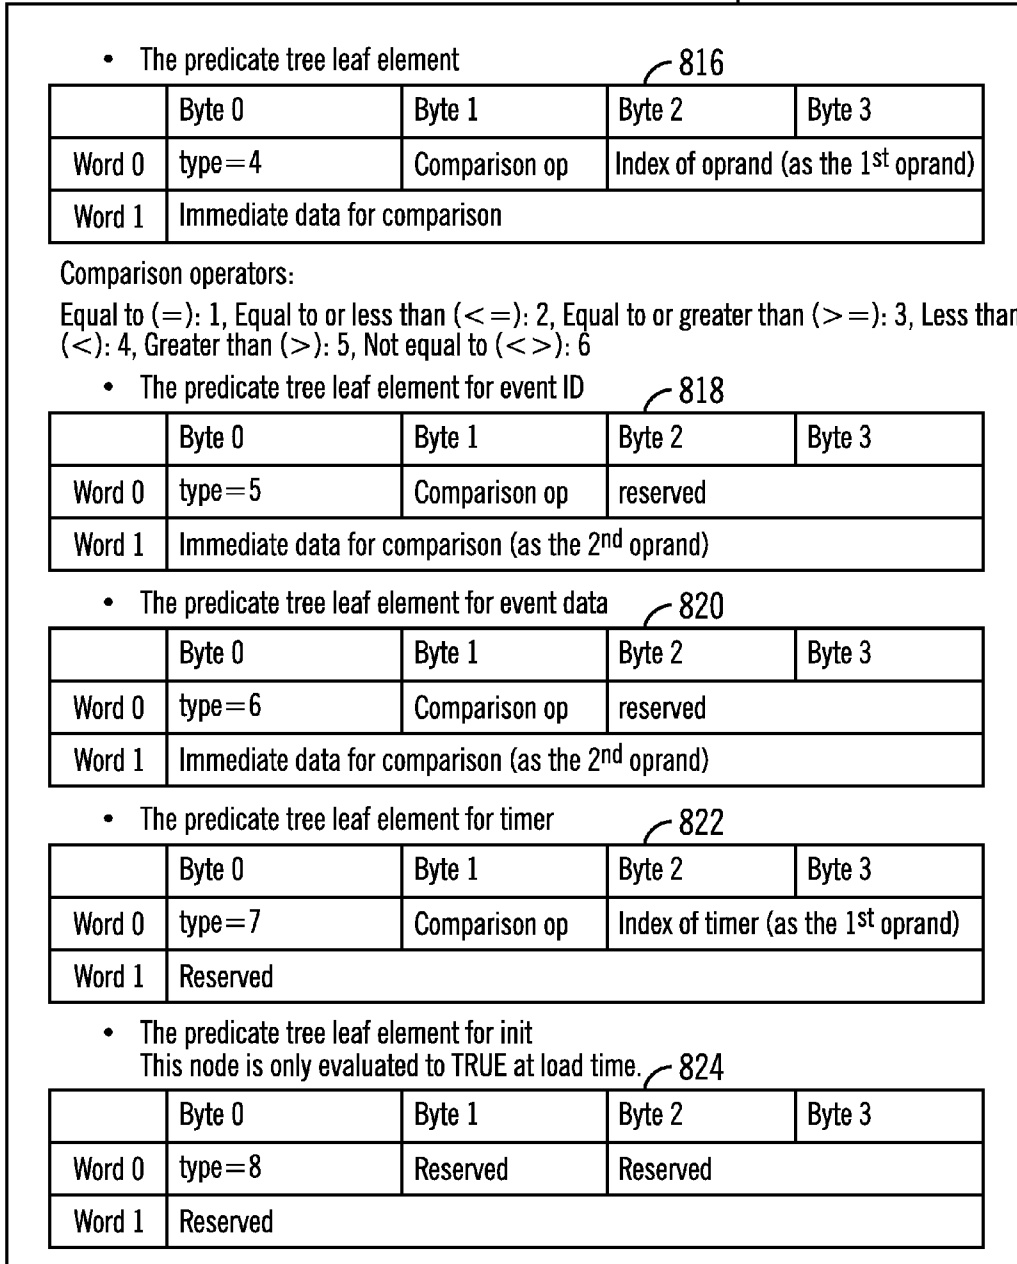 • The predicate tree leaf element 816
Byte 0 Byte 1 Byte 2 Byte 3
Word 0 type=4 Comparison op Index of oprand (as the 1st oprand)
Word 1 Immediate data for comparison
Comparison operators:
Equal to (=): 1, Equal to or less than (<=): 2, Equal to or greater than (>=): 3, Less than
(<): 4, Greater than (>): 5, Not equal to (<>): 6
• The predicate tree leaf element for event ID 818
Byte 0 Byte 1 Byte 2 Byte 3
Word 0 type=5 Comparison op reserved
Word 1 Immediate data for comparison (as the 2nd oprand)
• The predicate tree leaf element for event data 820
Byte 0 Byte 1 Byte 2 Byte 3
Word 0 type=6 Comparison op reserved
Word 1 Immediate data for comparison (as the 2nd oprand)
• The predicate tree leaf element for timer 822
Byte 0 Byte 1 Byte 2 Byte 3
Word 0 type=7 Comparison op Index of timer (as the 1st oprand)
Word 1 Reserved
• The predicate tree leaf element for init
This node is only evaluated to TRUE at load time. 824
Byte 0 Byte 1 Byte 2 Byte 3
Word 0 type=8 Reserved Reserved
Word 1 Reserved